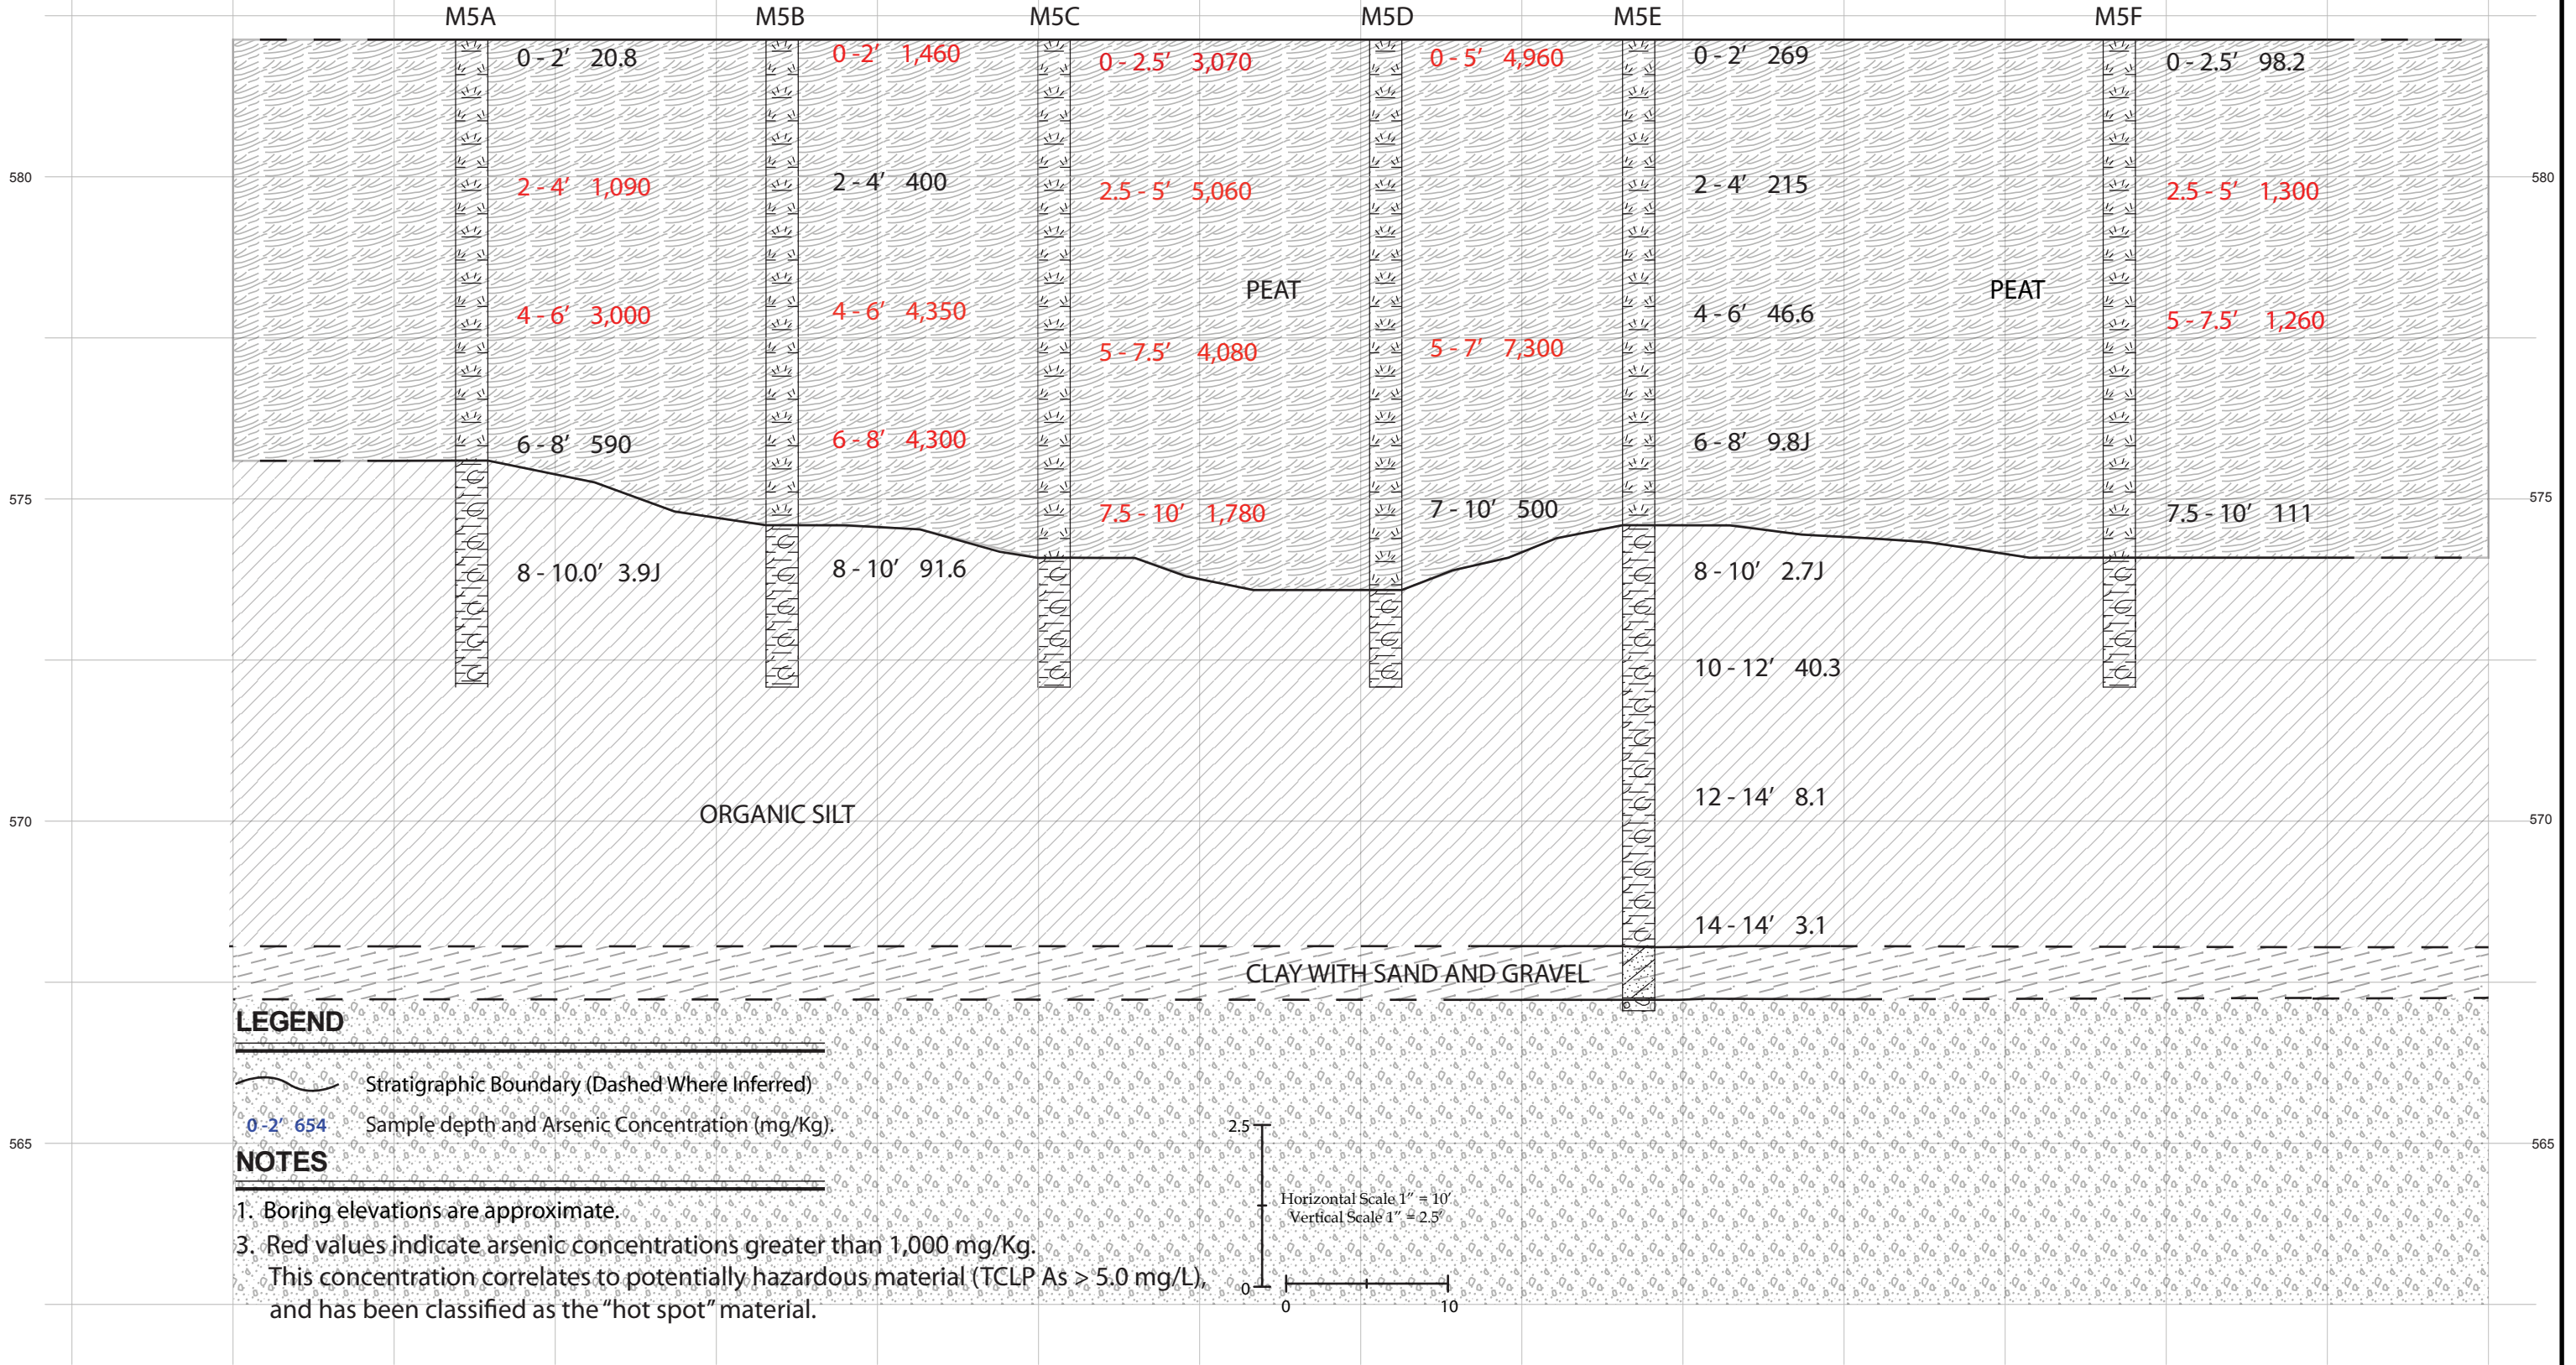 M5A M5B M5C M5D M5E M5F
0 - 2′ 20.8
0 -2′ 1,460
0 - 2.5′ 3,070
0 - 5′ 4,960
0 - 2′ 269
0 - 2.5′ 98.2
580
2 - 4′ 1,090
2 - 4′ 400
2.5 - 5′ 5,060
2 - 4′ 215
2.5 - 5′ 1,300
580
PEAT
PEAT
4 - 6′ 3,000
4 - 6′ 4,350
5 - 7.5′ 4,080
5 - 7′ 7,300
4 - 6′ 46.6
5 - 7.5′ 1,260
6 - 8′ 590
6 - 8′ 4,300
6 - 8′ 9.8J
575
7.5 - 10′ 1,780
7 - 10′ 500
7.5 - 10′ 111
575
8 - 10.0′ 3.9J
8 - 10′ 91.6
8 - 10′ 2.7J
10 - 12′ 40.3
12 - 14′ 8.1
570
ORGANIC SILT
570
14 - 14′ 3.1
CLAY WITH SAND AND GRAVEL
LEGEND
Stratigraphic Boundary (Dashed Where Inferred)
0 -2′ 654 Sample depth and Arsenic Concentration (mg/Kg).
565
565
NOTES
1. Boring elevations are approximate.
3. Red values indicate arsenic concentrations greater than 1,000 mg/Kg.
This concentration correlates to potentially hazardous material (TCLP As > 5.0 mg/L),
and has been classified as the “hot spot” material.
2.5
Horizontal Scale 1″ = 10′
Vertical Scale 1″ = 2.5′
0
0 10